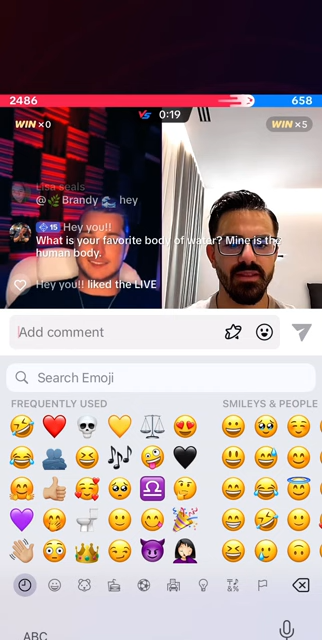 2486
658
WIN ×0
VS 0:19
WIN ×5
Lisa seals
@🌿Brandy 🌊 hey
15 Hey you!!
What is your favorite body of water? Mine is the
human body.
Hey you!! liked the LIVE
Add comment
Search Emoji
FREQUENTLY USED
SMILEYS & PEOPLE
ABC